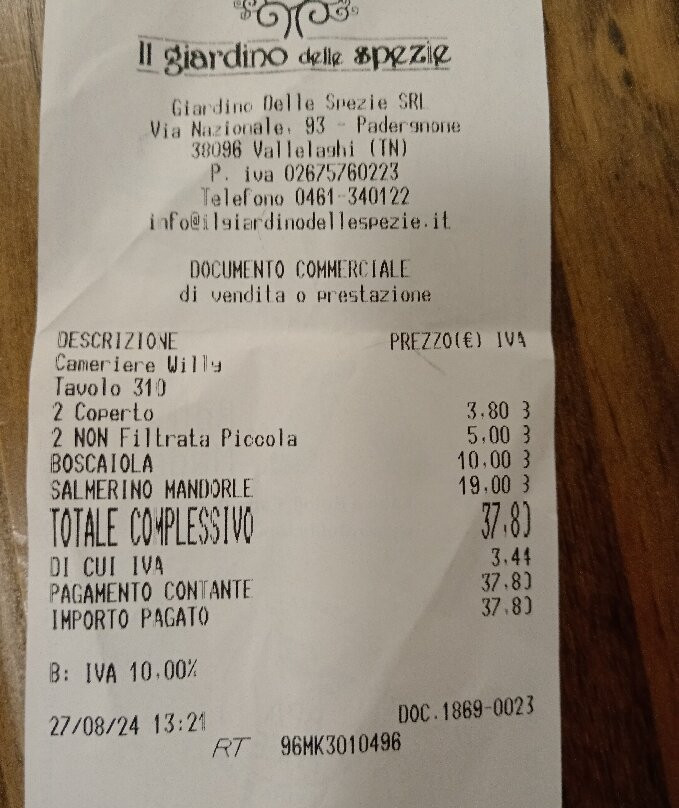 Il giardino delle spezie
Giardino Delle Spezie SRL
Via Nazionale, 93 - Padergnone
38096 Vallelaghi (TN)
P. iva 02675760223
Telefono 0461-340122
info@ilgiardinodellespezie.it
DOCUMENTO COMMERCIALE
di vendita o prestazione
DESCRIZIONE PREZZO(€) IVA
Cameriere Willy
Tavolo 310
2 Coperto 3,80 B
2 NON Filtrata Piccola 5,00 B
BOSCAIOLA 10,00 B
SALMERINO MANDORLE 19,00 B
TOTALE COMPLESSIVO 37,80
DI CUI IVA 3,44
PAGAMENTO CONTANTE 37,80
IMPORTO PAGATO 37,80
B: IVA 10,00%
27/08/24 13:21 DOC.1869-0023
RT 96MK3010496